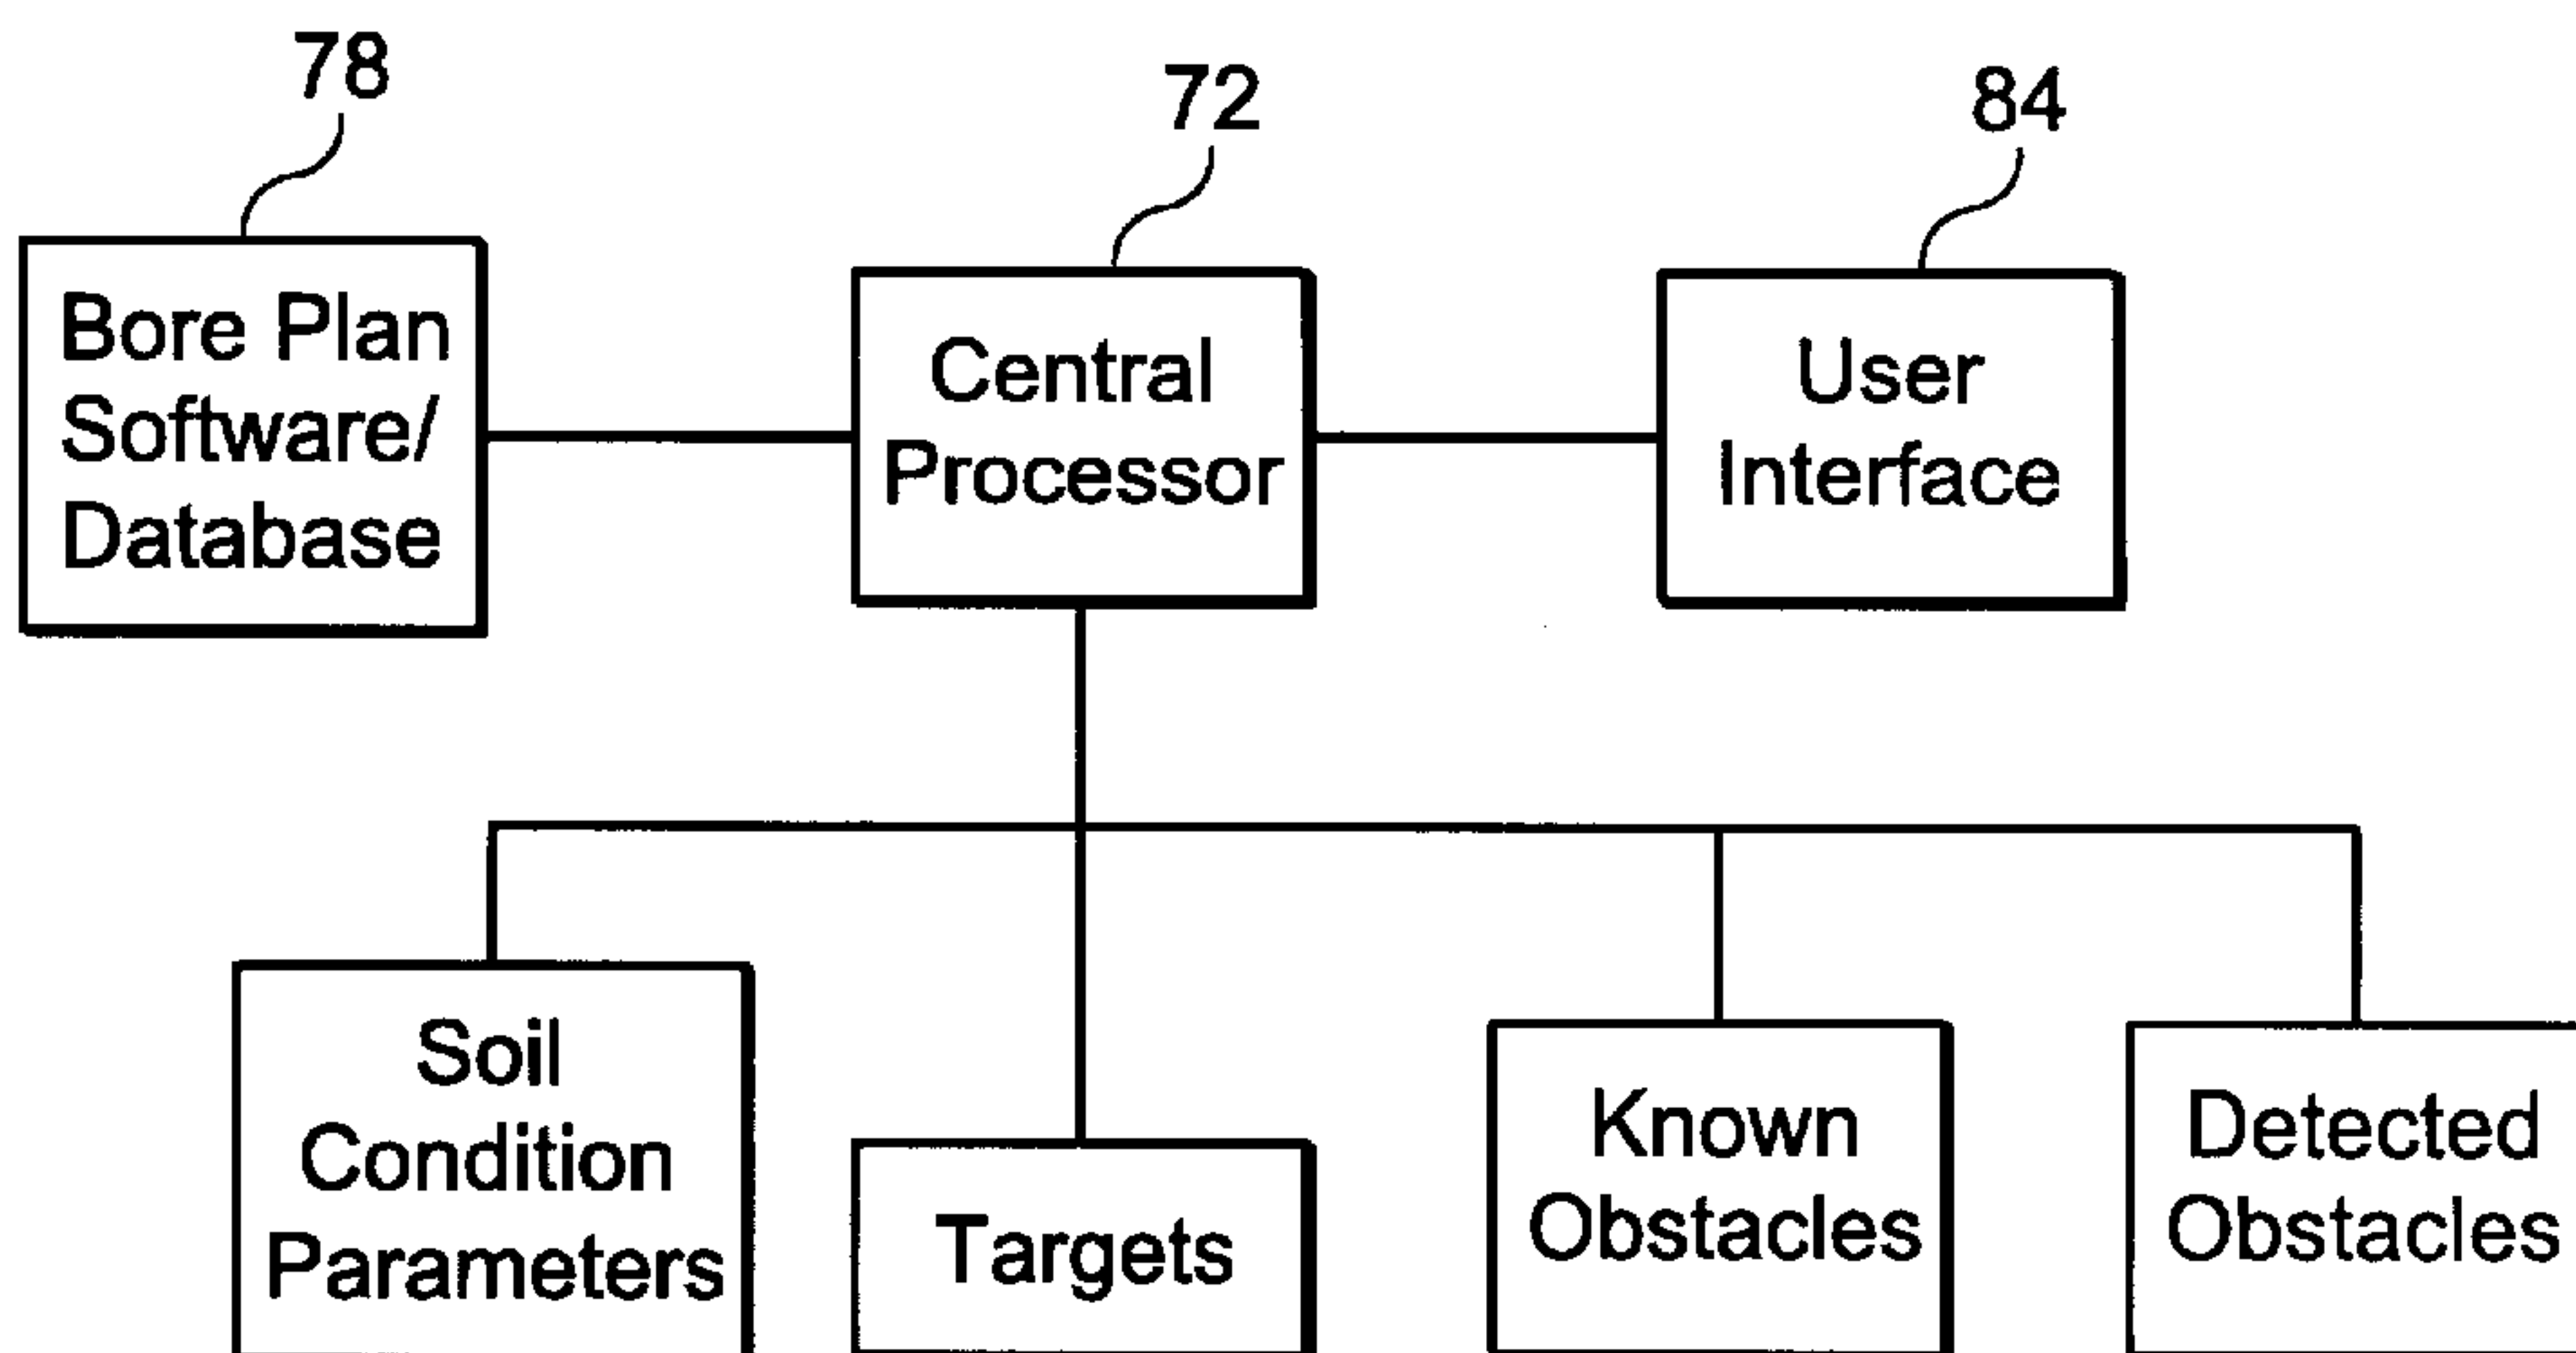 78
72
84
Bore Plan
Software/
Database
Central
Processor
User
Interface
Soil
Condition
Parameters
Targets
Known
Obstacles
Detected
Obstacles